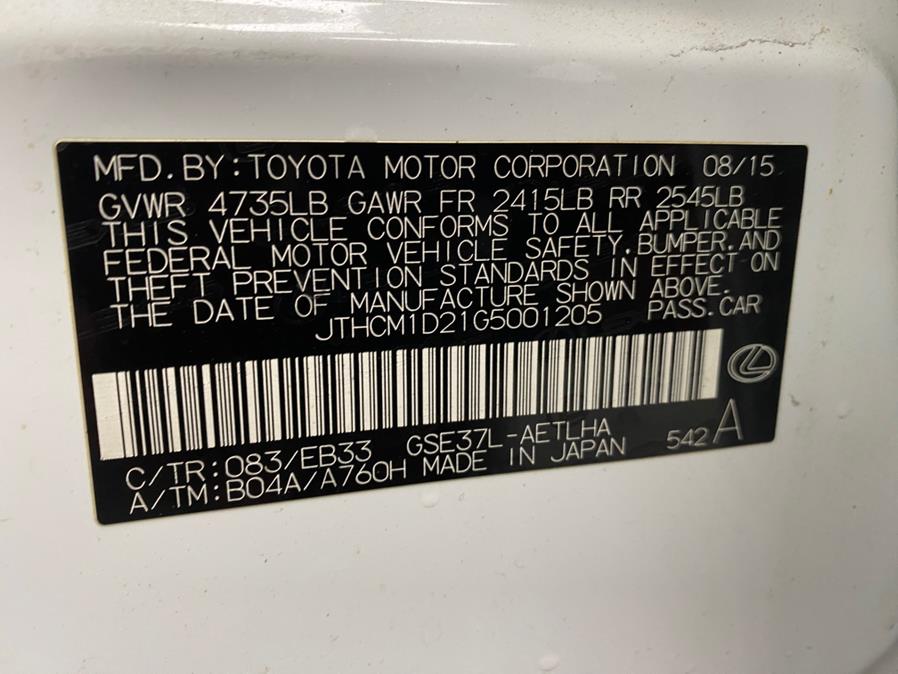 MFD.BY:TOYOTA MOTOR CORPORATION 08/15
GVWR 4735LB GAWR FR 2415LB RR 2545LB
THIS VEHICLE CONFORMS TO ALL APPLICABLE
FEDERAL MOTOR VEHICLE SAFETY.BUMPER.AND
THEFT PREVENTION STANDARDS IN EFFECT ON
THE DATE OF MANUFACTURE SHOWN ABOVE.
JTHCM1D21G5001205 PASS.CAR
C/TR:083/EB33 GSE37L-AETLHA 542A
A/TM:B04A/A760H MADE IN JAPAN